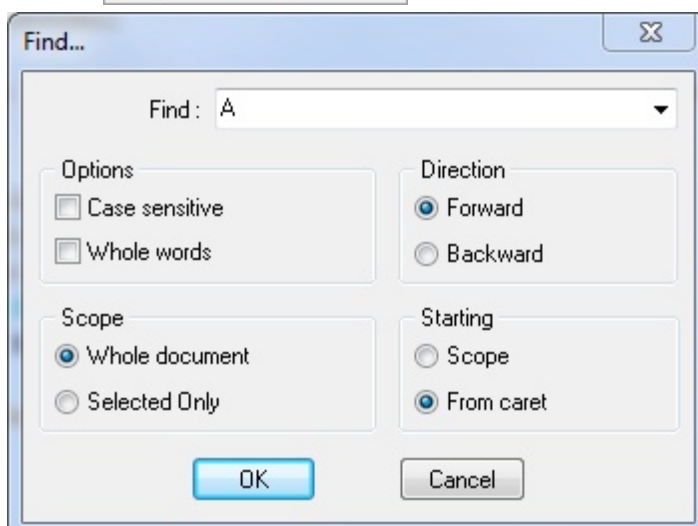 Find...
Find : A
Options
Case sensitive
Whole words
Direction
Forward
Backward
Scope
Whole document
Selected Only
Starting
Scope
From caret
OK
Cancel